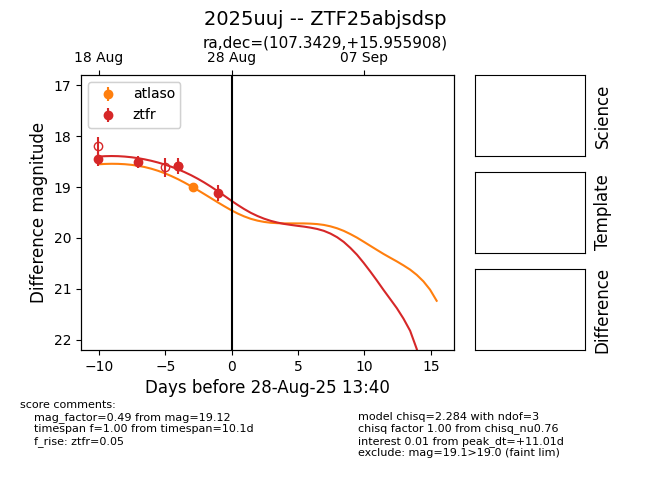 2025uuj -- ZTF25abjsdsp
ra,dec=(107.3429,+15.955908)
18 Aug 28 Aug 07 Sep
atlaso
ztfr
17
18
19
20
21
22
Difference magnitude
−10 −5 0 5 10 15
Days before 28-Aug-25 13:40
Science
Template
Difference
score comments:
mag_factor=0.49 from mag=19.12
timespan f=1.00 from timespan=10.1d
f_rise: ztfr=0.05
model chisq=2.284 with ndof=3
chisq factor 1.00 from chisq_nu0.76
interest 0.01 from peak_dt=+11.01d
exclude: mag=19.1>19.0 (faint lim)